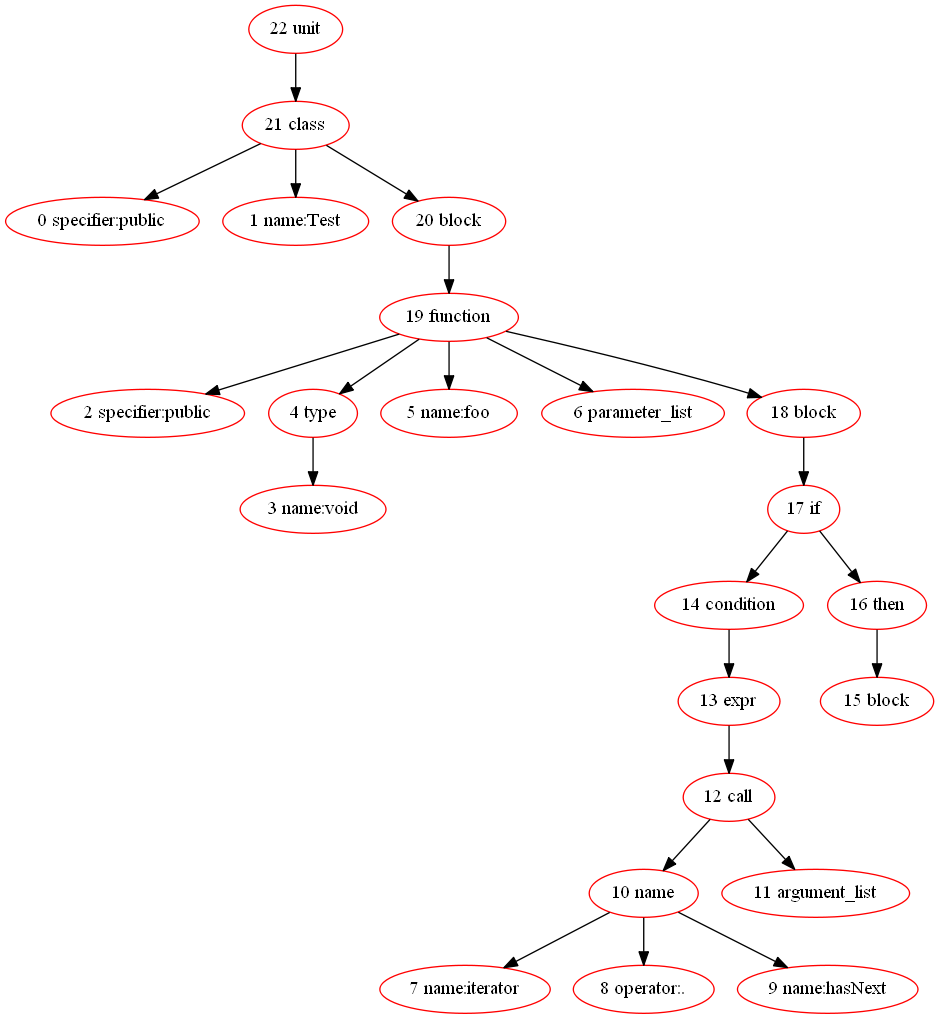 22 unit
21 class
0 specifier:public
1 name:Test
20 block
19 function
2 specifier:public
4 type
5 name:foo
6 parameter_list
18 block
3 name:void
17 if
14 condition
16 then
13 expr
15 block
12 call
10 name
11 argument_list
7 name:iterator
8 operator:.
9 name:hasNext